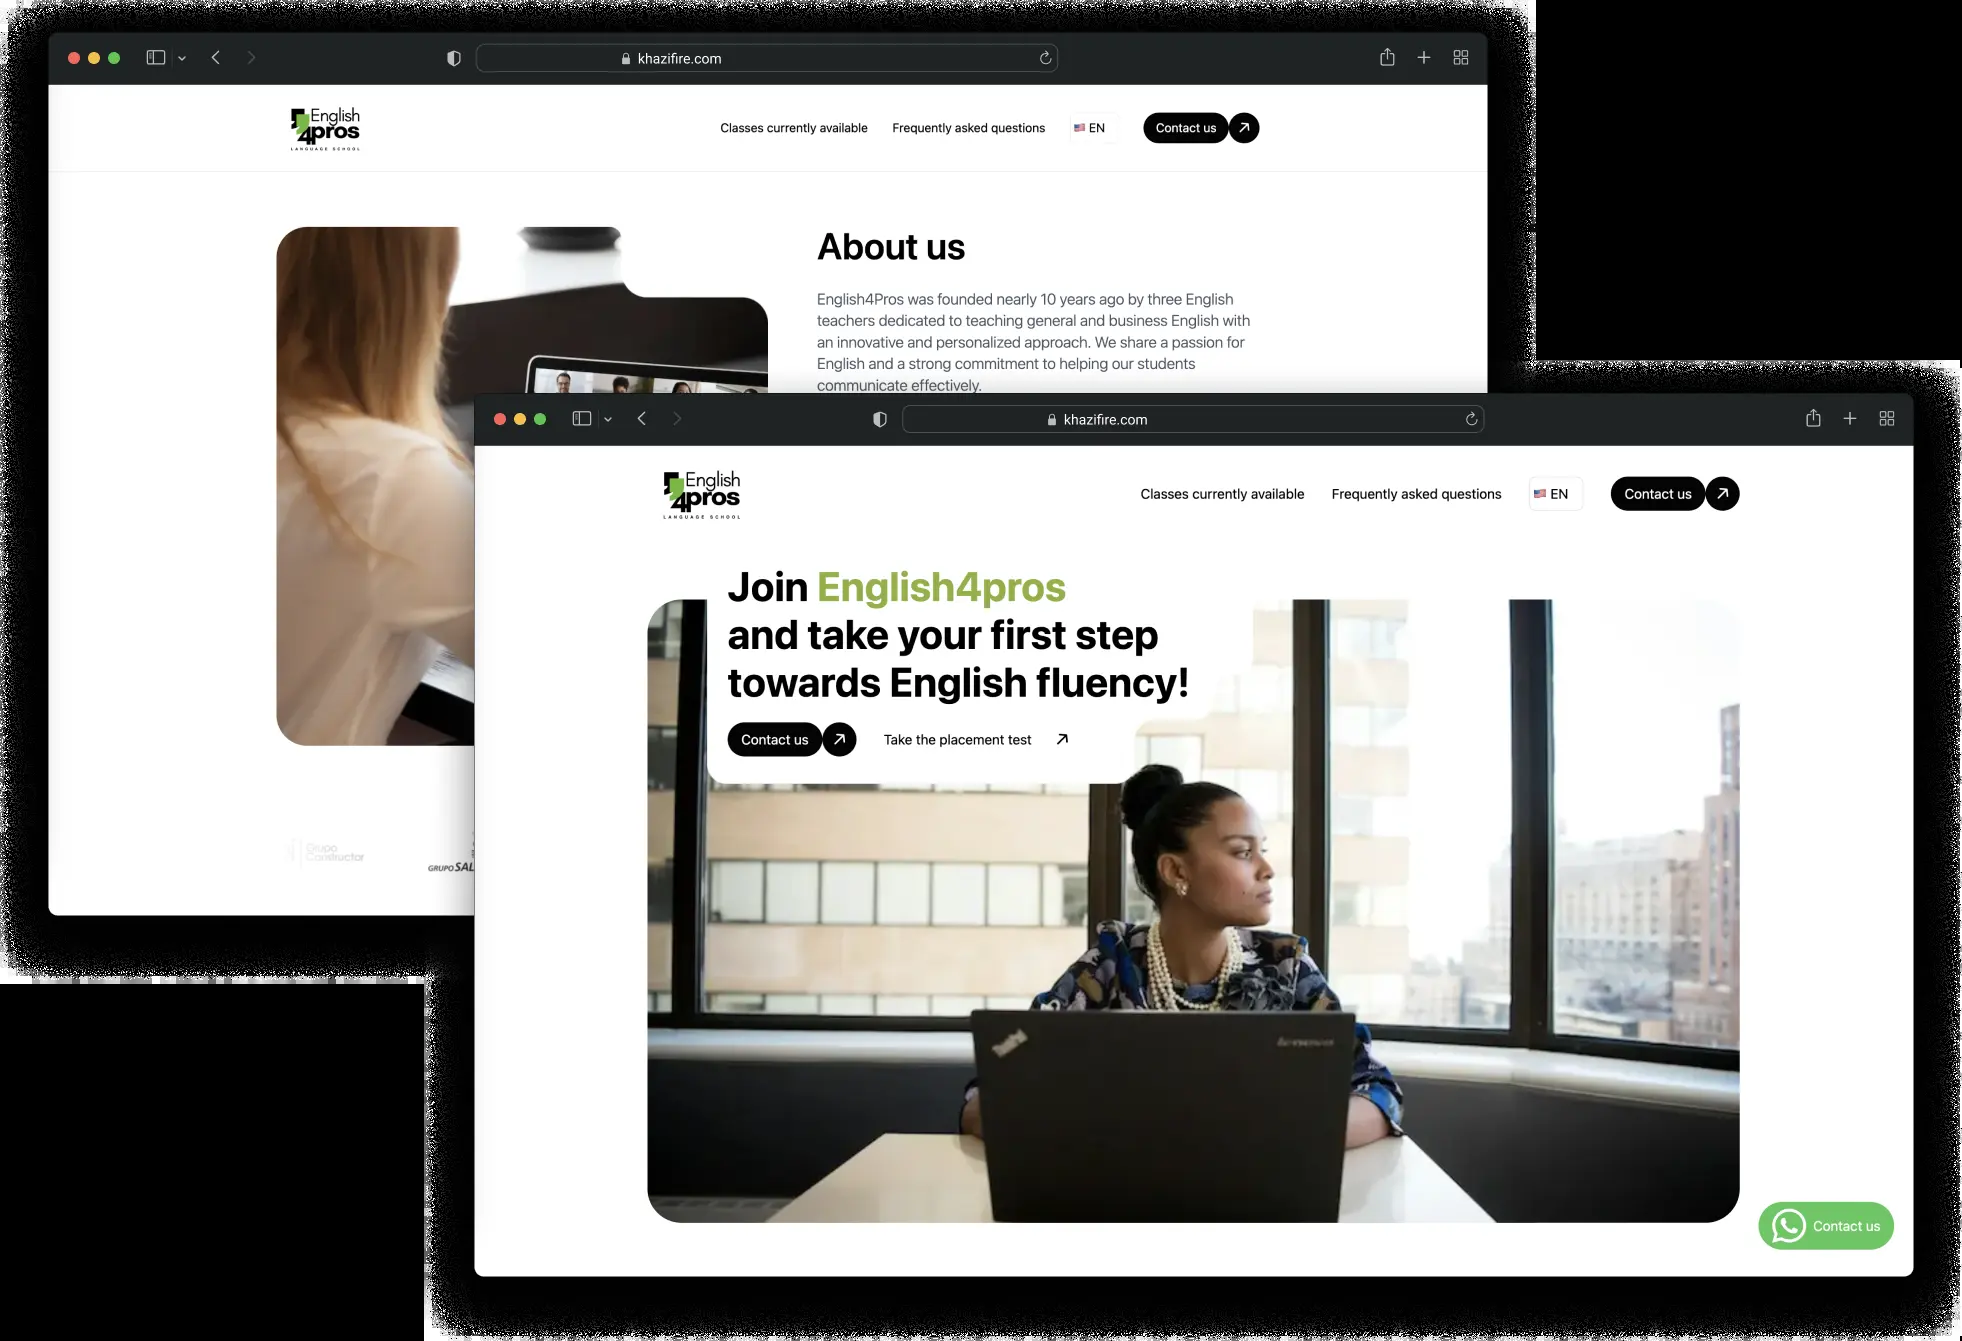 khazifire.com
English
4pros
LANGUAGE SCHOOL
Classes currently available
Frequently asked questions
EN
Contact us
About us
English4Pros was founded nearly 10 years ago by three English
teachers dedicated to teaching general and business English with
an innovative and personalized approach. We share a passion for
English and a strong commitment to helping our students
communicate effectively.
Grupo
Constructor
GRUPO SAL
khazifire.com
English
4pros
LANGUAGE SCHOOL
Classes currently available
Frequently asked questions
EN
Contact us
Join English4pros
and take your first step
towards English fluency!
Contact us
Take the placement test
ThinkPad
lenovo
Contact us